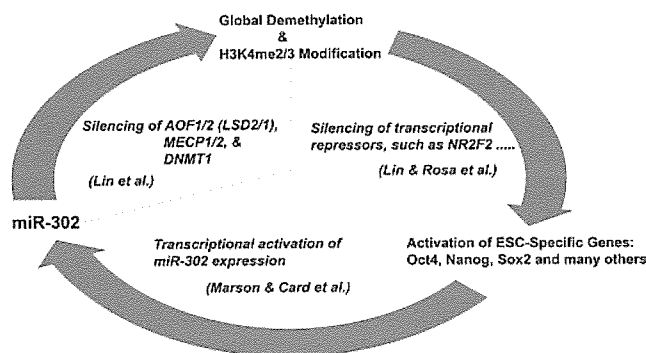 Global Demethylation
&
H3K4me2/3 Modification
Silencing of AOF1/2 (LSD2/1),
MECP1/2, &
DNMT1
(Lin et al.)
Silencing of transcriptional
repressors, such as NR2F2 .....
(Lin & Rosa et al.)
miR-302
Transcriptional activation of
miR-302 expression
(Marson & Card et al.)
Activation of ESC-Specific Genes:
Oct4, Nanog, Sox2 and many others